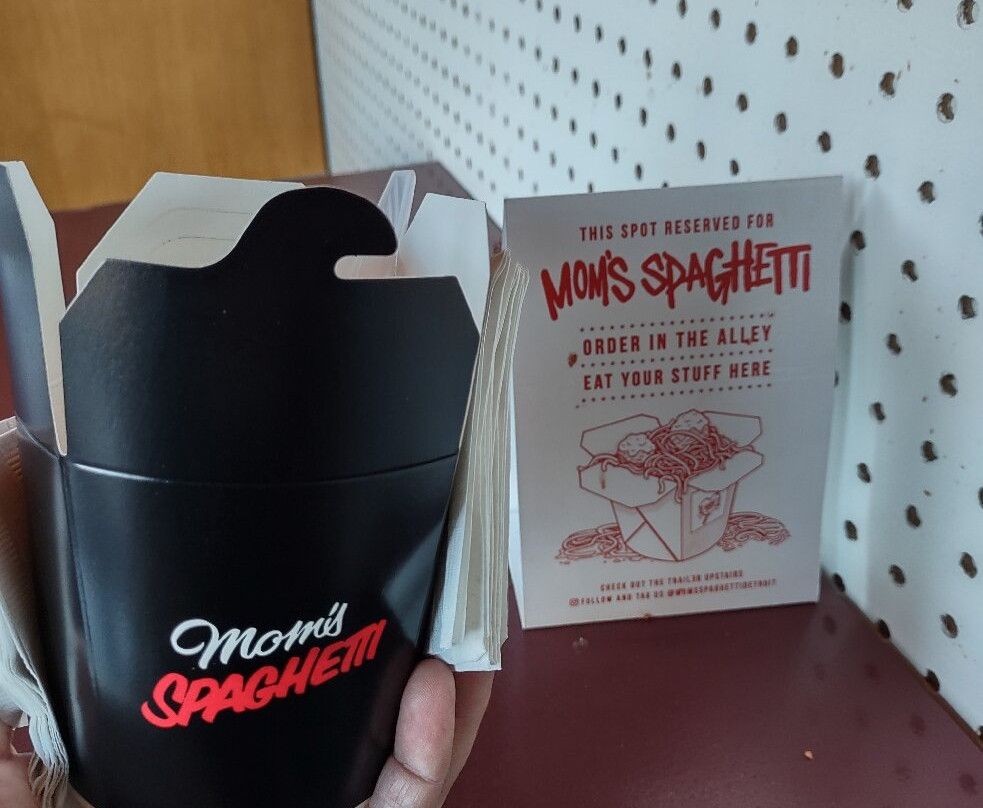 Mom's
SPAGHETTI
THIS SPOT RESERVED FOR
MOM'S SPAGHETTI
ORDER IN THE ALLEY
EAT YOUR STUFF HERE
CHECK OUT THE TRAILER UPSTAIRS
FOLLOW AND TAG US @MOMSSPAGHETTIDETROIT